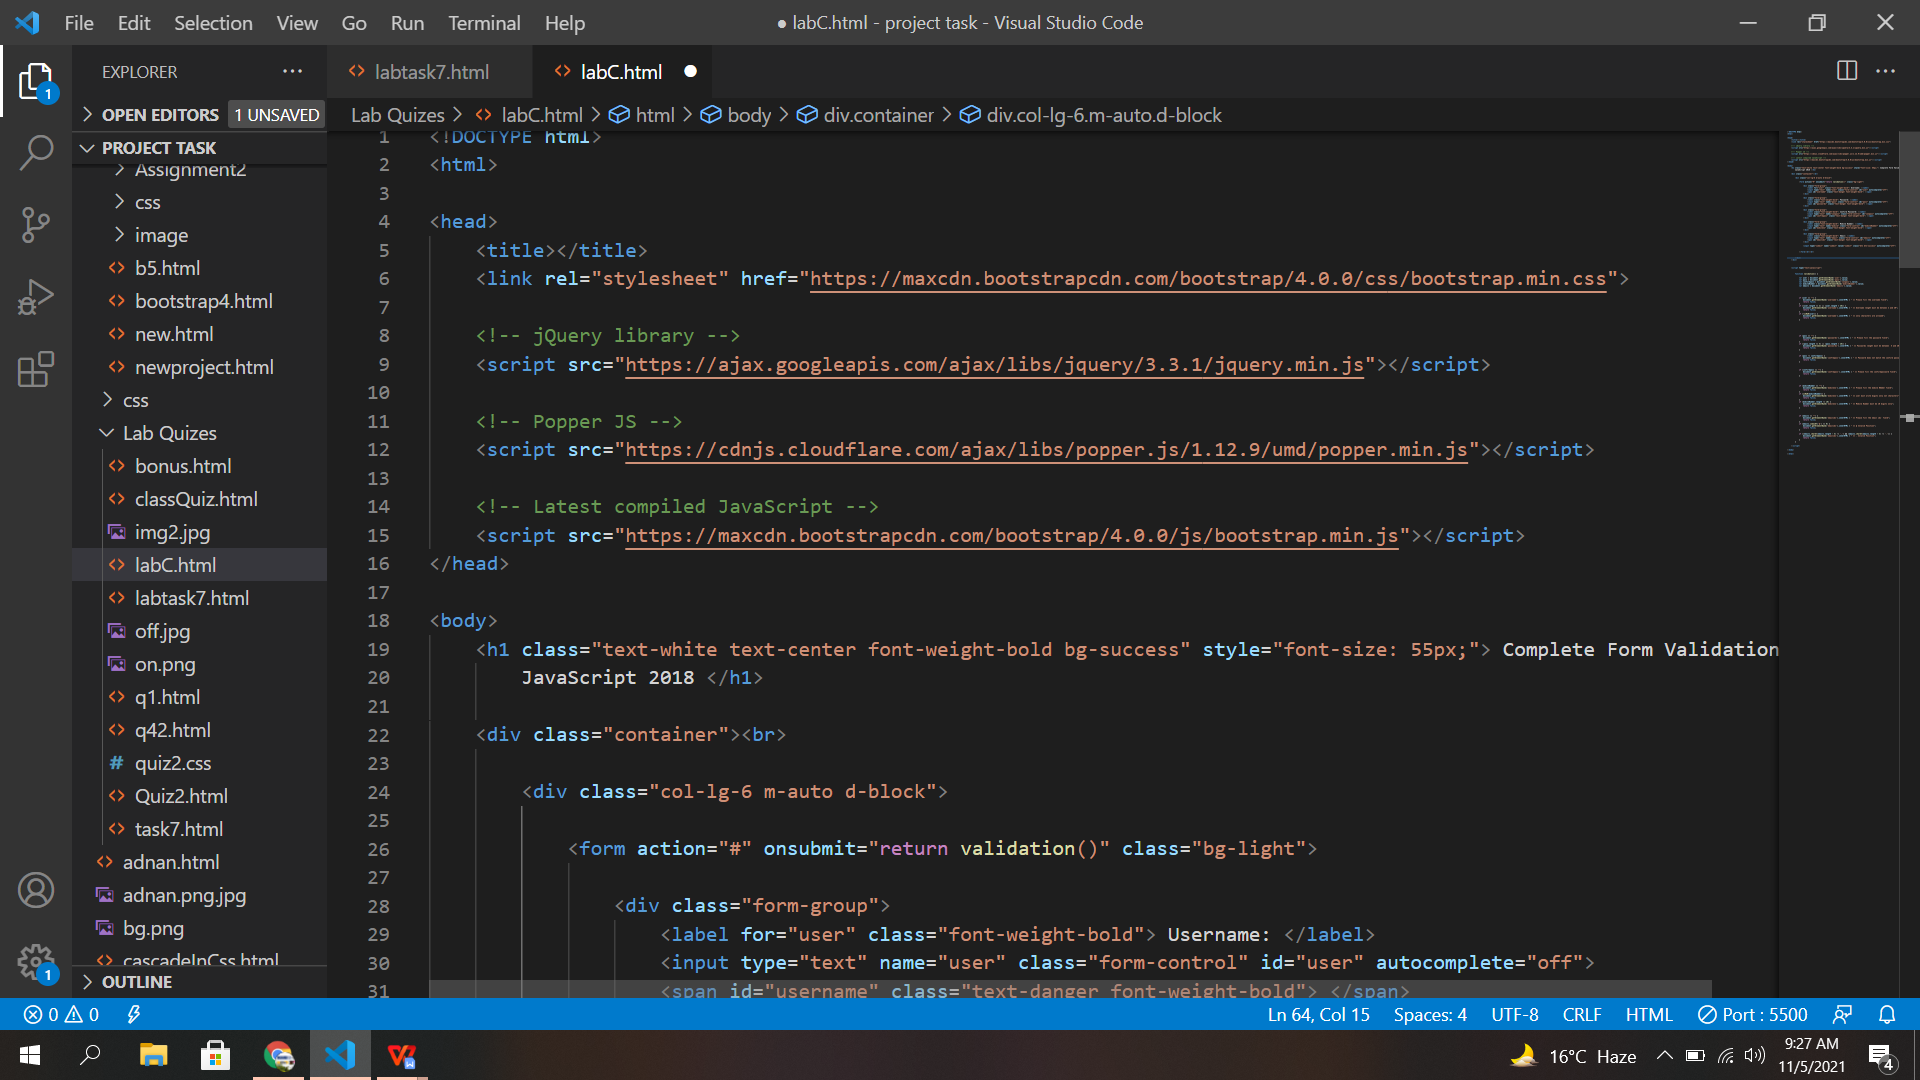 File Edit Selection View Go Run Terminal Help
● labC.html - project task - Visual Studio Code
EXPLORER
OPEN EDITORS 1 UNSAVED
PROJECT TASK
Assignment2
css
image
b5.html
bootstrap4.html
new.html
newproject.html
css
Lab Quizes
bonus.html
classQuiz.html
img2.jpg
labC.html
labtask7.html
off.jpg
on.png
q1.html
q42.html
quiz2.css
Quiz2.html
task7.html
adnan.html
adnan.png.jpg
bg.png
cascadeInCss.html
OUTLINE
1
1
labtask7.html labC.html
Lab Quizes > labC.html > html > body > div.container > div.col-lg-6.m-auto.d-block
1 <!DOCTYPE html>
2 <html>
3
4 <head>
5 <title></title>
6 <link rel="stylesheet" href="https://maxcdn.bootstrapcdn.com/bootstrap/4.0.0/css/bootstrap.min.css">
7
8 <!-- jQuery library -->
9 <script src="https://ajax.googleapis.com/ajax/libs/jquery/3.3.1/jquery.min.js"></script>
10
11 <!-- Popper JS -->
12 <script src="https://cdnjs.cloudflare.com/ajax/libs/popper.js/1.12.9/umd/popper.min.js"></script>
13
14 <!-- Latest compiled JavaScript -->
15 <script src="https://maxcdn.bootstrapcdn.com/bootstrap/4.0.0/js/bootstrap.min.js"></script>
16 </head>
17
18 <body>
19 <h1 class="text-white text-center font-weight-bold bg-success" style="font-size: 55px;"> Complete Form Validation
20 JavaScript 2018 </h1>
21
22 <div class="container"><br>
23
24 <div class="col-lg-6 m-auto d-block">
25
26 <form action="#" onsubmit="return validation()" class="bg-light">
27
28 <div class="form-group">
29 <label for="user" class="font-weight-bold"> Username: </label>
30 <input type="text" name="user" class="form-control" id="user" autocomplete="off">
31 <span id="username" class="text-danger font-weight-bold"> </span>
0 0
Ln 64, Col 15 Spaces: 4 UTF-8 CRLF HTML Port : 5500
16°C Haze
9:27 AM
11/5/2021
4